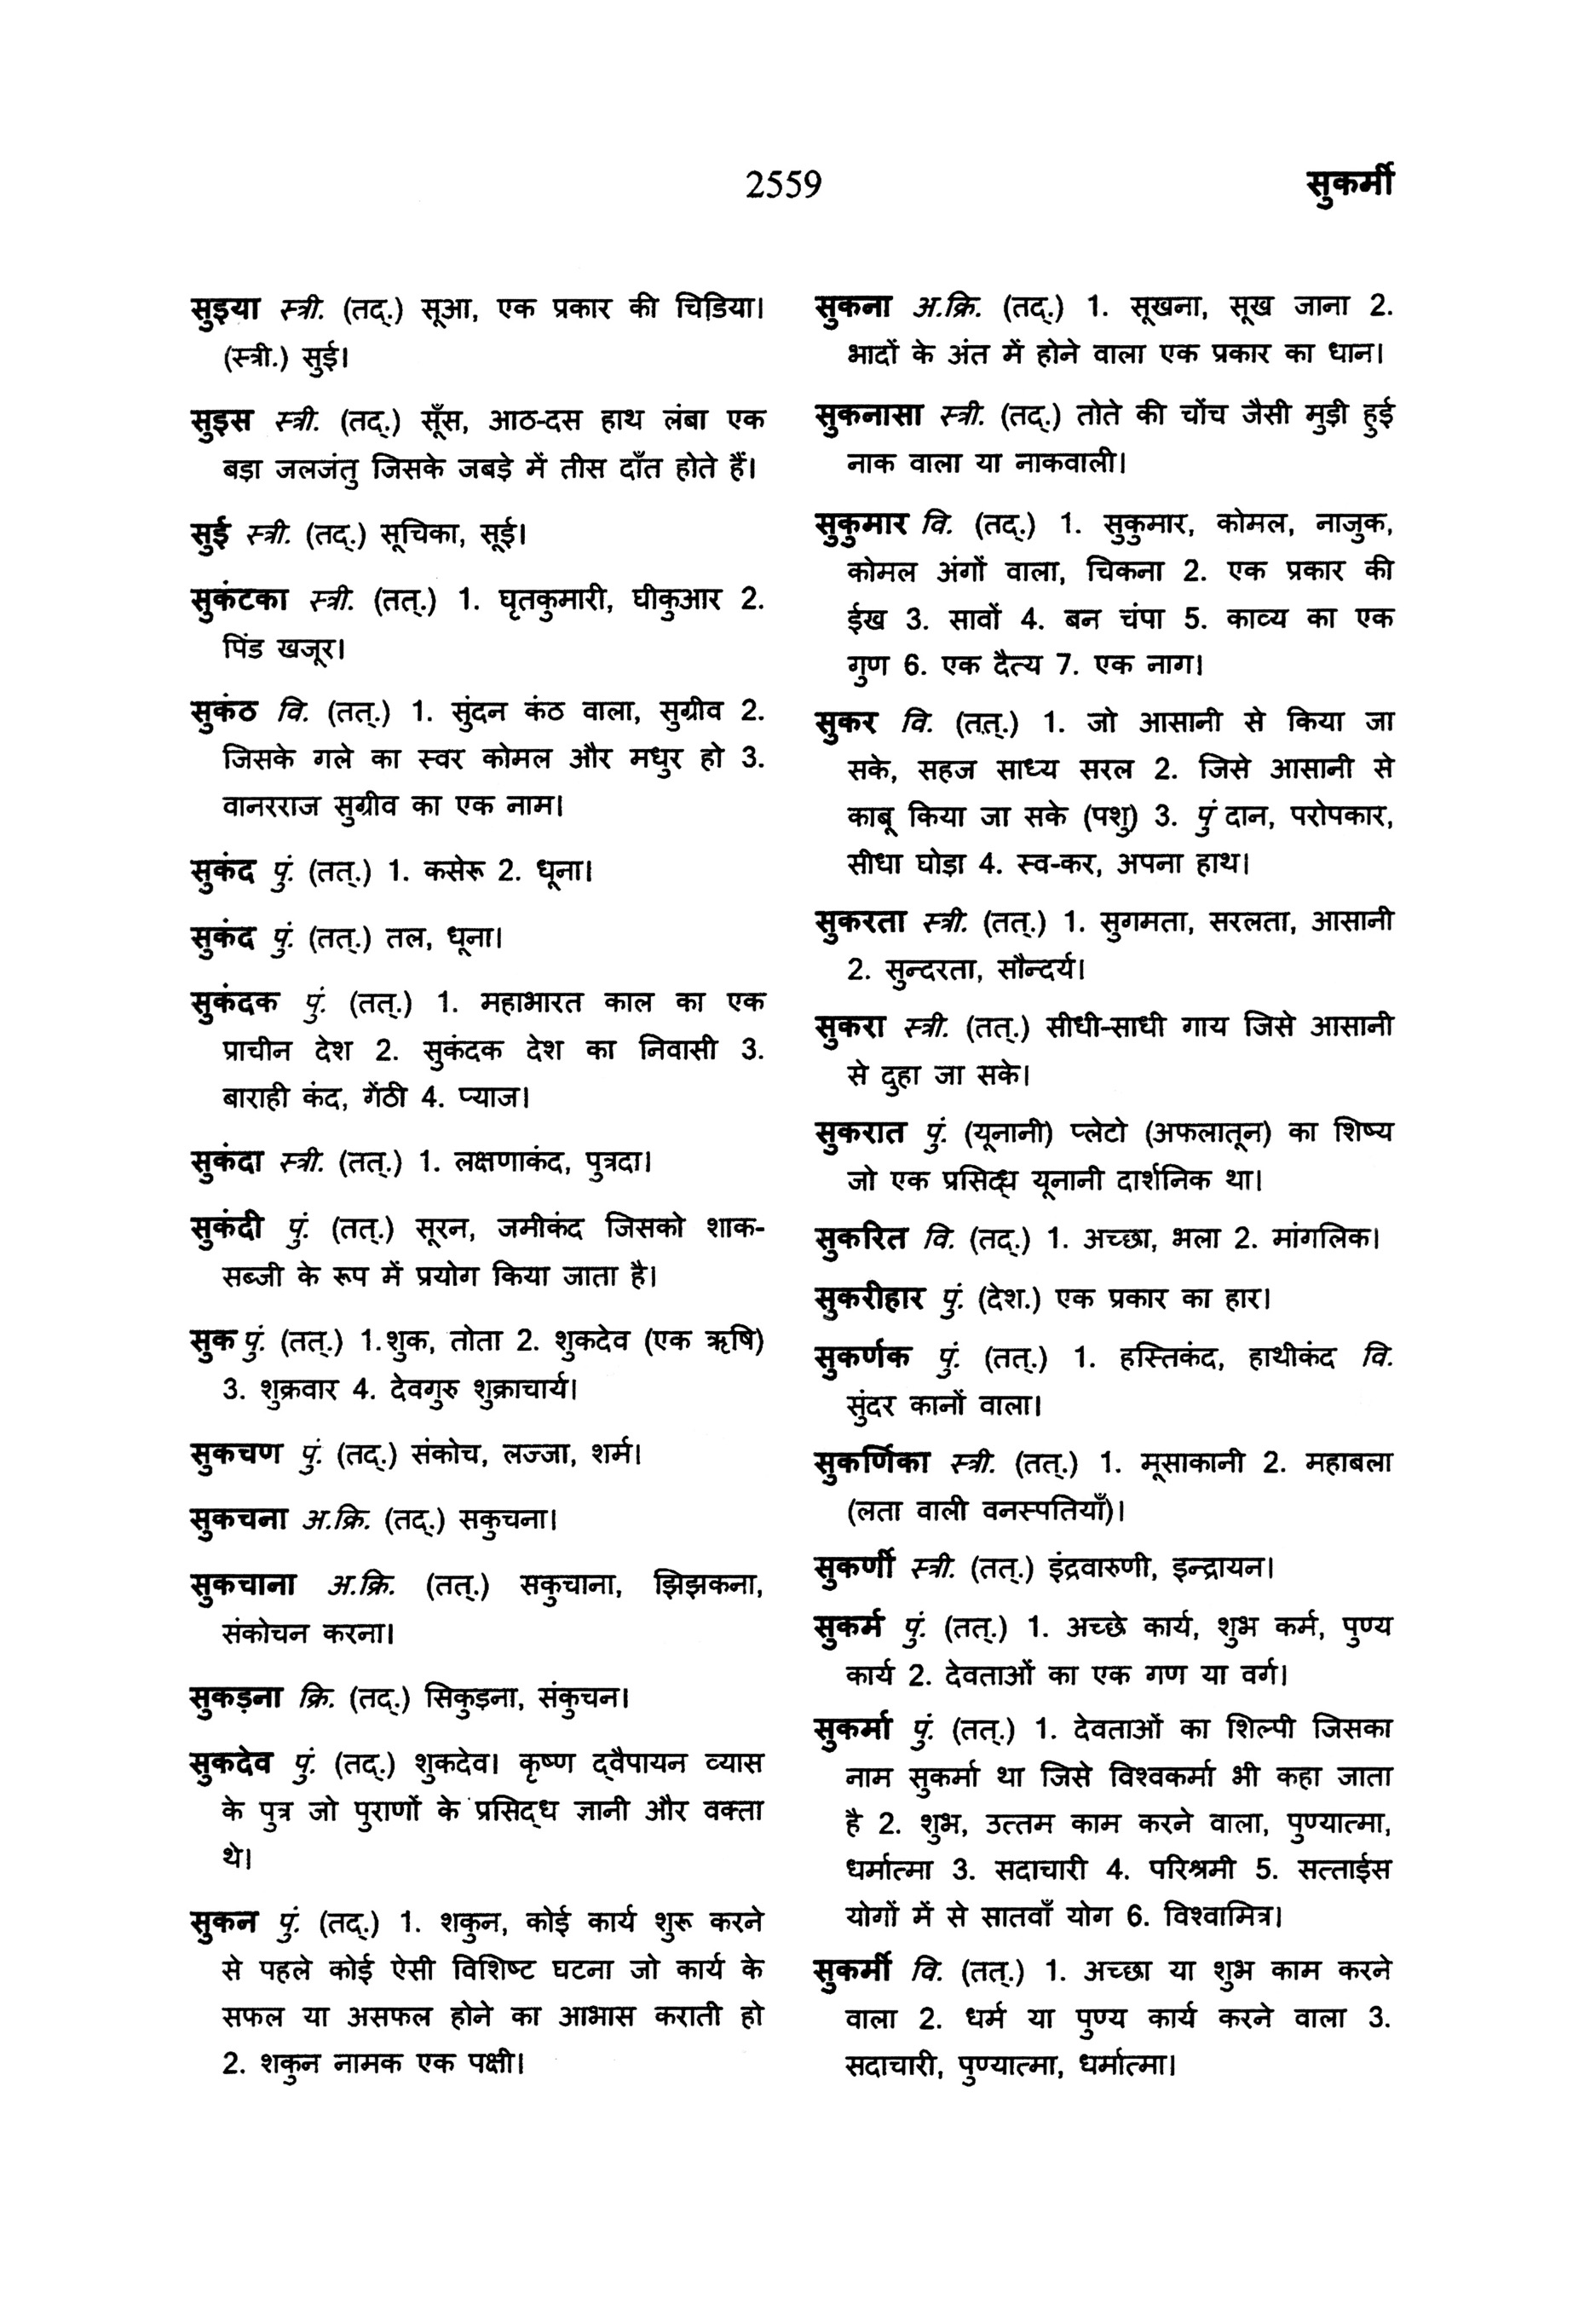 2559
सुकर्मी
सुइया स्त्री. (तद्.) सूआ, एक प्रकार की चिडिया।
(स्त्री.) सुई।
सुइस स्त्री. (तद्.) सूँस, आठ-दस हाथ लंबा एक
बड़ा जलजंतु जिसके जबड़े में तीस दाँत होते हैं।
सुई स्त्री. (तद्.) सूचिका, सूई।
सुकंटका स्त्री. (तत्.) 1. घृतकुमारी, घीकुआर 2.
पिंड खजूर।
सुकंठ वि. (तत्.) 1. सुंदन कंठ वाला, सुग्रीव 2.
जिसके गले का स्वर कोमल और मधुर हो 3.
वानरराज सुग्रीव का एक नाम।
सुकंद पुं. (तत्.) 1. कसेरू 2. धूना।
सुकंद पुं. (तत्.) तल, धूना।
सुकंदक पुं. (तत्.) 1. महाभारत काल का एक
प्राचीन देश 2. सुकंदक देश का निवासी 3.
बाराही कंद, गेंठी 4. प्याज।
सुकंदा स्त्री. (तत्.) 1. लक्षणाकंद, पुत्रदा।
सुकंदी पुं. (तत्.) सूरन, जमीकंद जिसको शाक-
सब्जी के रूप में प्रयोग किया जाता है।
सुक पुं. (तत्.) 1.शुक, तोता 2. शुकदेव (एक ऋषि)
3. शुक्रवार 4. देवगुरु शुक्राचार्य।
सुकचण पुं. (तद्.) संकोच, लज्जा, शर्म।
सुकचना अ.क्रि. (तद्.) सकुचना।
सुकचाना अ.क्रि. (तत्.) सकुचाना, झिझकना,
संकोचन करना।
सुकड़ना क्रि. (तद्.) सिकुड़ना, संकुचन।
सुकदेव पुं. (तद्.) शुकदेव। कृष्ण द्वैपायन व्यास
के पुत्र जो पुराणों के प्रसिद्ध ज्ञानी और वक्ता
थे।
सुकन पुं. (तद्.) 1. शकुन, कोई कार्य शुरू करने
से पहले कोई ऐसी विशिष्ट घटना जो कार्य के
सफल या असफल होने का आभास कराती हो
2. शकुन नामक एक पक्षी।
सुकना अ.क्रि. (तद्.) 1. सूखना, सूख जाना 2.
भादों के अंत में होने वाला एक प्रकार का धान।
सुकनासा स्त्री. (तद्.) तोते की चोंच जैसी मुड़ी हुई
नाक वाला या नाकवाली।
सुकुमार वि. (तद्.) 1. सुकुमार, कोमल, नाजुक,
कोमल अंगों वाला, चिकना 2. एक प्रकार की
ईख 3. सावों 4. बन चंपा 5. काव्य का एक
गुण 6. एक दैत्य 7. एक नाग।
सुकर वि. (तत्.) 1. जो आसानी से किया जा
सके, सहज साध्य सरल 2. जिसे आसानी से
काबू किया जा सके (पशु) 3. पुं दान, परोपकार,
सीधा घोड़ा 4. स्व-कर, अपना हाथ।
सुकरता स्त्री. (तत्.) 1. सुगमता, सरलता, आसानी
2. सुन्दरता, सौन्दर्य।
सुकरा स्त्री. (तत्.) सीधी-साधी गाय जिसे आसानी
से दुहा जा सके।
सुकरात पुं. (यूनानी) प्लेटो (अफलातून) का शिष्य
जो एक प्रसिद्ध यूनानी दार्शनिक था।
सुकरित वि. (तद्.) 1. अच्छा, भला 2. मांगलिक।
सुकरीहार पुं. (देश.) एक प्रकार का हार।
सुकर्णक पुं. (तत्.) 1. हस्तिकंद, हाथीकंद वि.
सुंदर कानों वाला।
सुकर्णिका स्त्री. (तत्.) 1. मूसाकानी 2. महाबला
(लता वाली वनस्पतियाँ)।
सुकर्णी स्त्री. (तत्.) इंद्रवारुणी, इन्द्रायन।
सुकर्म पुं. (तत्.) 1. अच्छे कार्य, शुभ कर्म, पुण्य
कार्य 2. देवताओं का एक गण या वर्ग।
सुकर्मा पुं. (तत्.) 1. देवताओं का शिल्पी जिसका
नाम सुकर्मा था जिसे विश्वकर्मा भी कहा जाता
है 2. शुभ, उत्तम काम करने वाला, पुण्यात्मा,
धर्मात्मा 3. सदाचारी 4. परिश्रमी 5. सत्ताईस
योगों में से सातवाँ योग 6. विश्वामित्र।
सुकर्मी वि. (तत्.) 1. अच्छा या शुभ काम करने
वाला 2. धर्म या पुण्य कार्य करने वाला 3.
सदाचारी, पुण्यात्मा, धर्मात्मा।